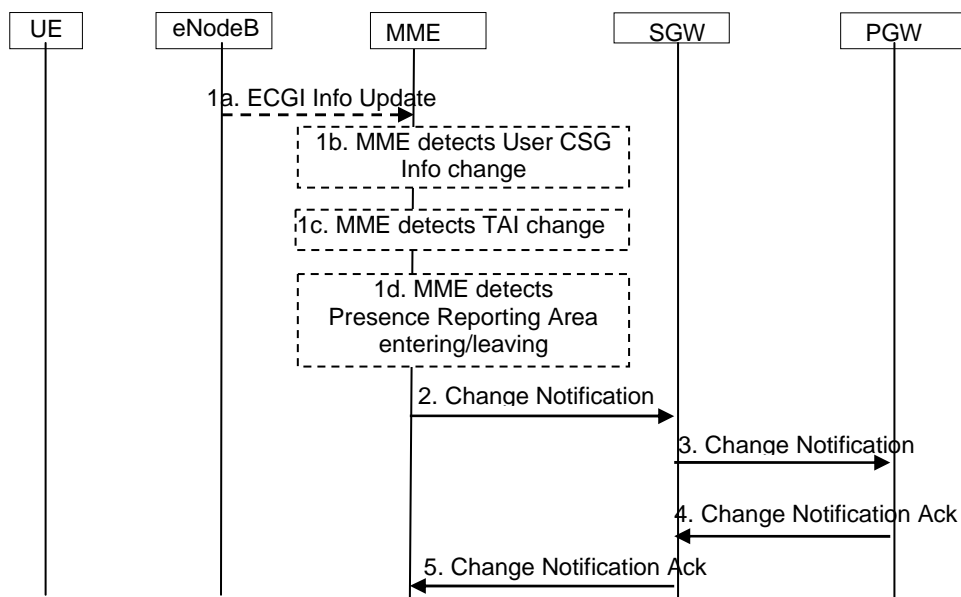 UE
eNodeB
MME
SGW
PGW
1a. ECGI Info Update
1b. MME detects User CSG
Info change
1c. MME detects TAI change
1d. MME detects
Presence Reporting Area
entering/leaving
2. Change Notification
3. Change Notification
4. Change Notification Ack
5. Change Notification Ack